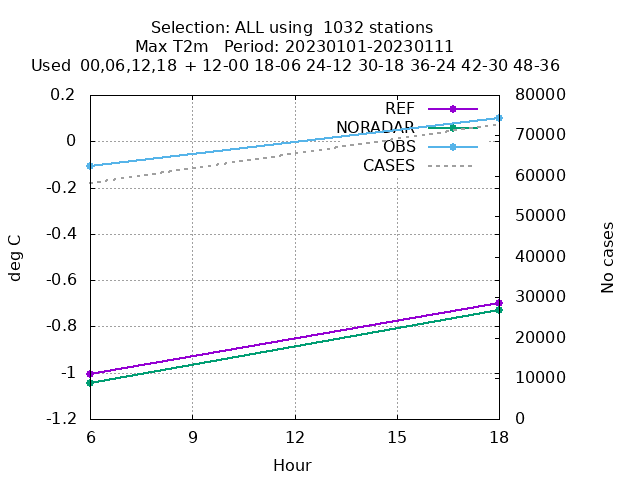 Selection: ALL using  1032 stations
Max T2m   Period: 20230101-20230111
Used  00,06,12,18  + 12-00 18-06 24-12 30-18 36-24 42-30 48-36
REF
NORADAR
OBS
CASES
0.2
0
-0.2
-0.4
-0.6
-0.8
-1
-1.2
deg C
80000
70000
60000
50000
40000
30000
20000
10000
0
No cases
6 9 12 15 18
Hour